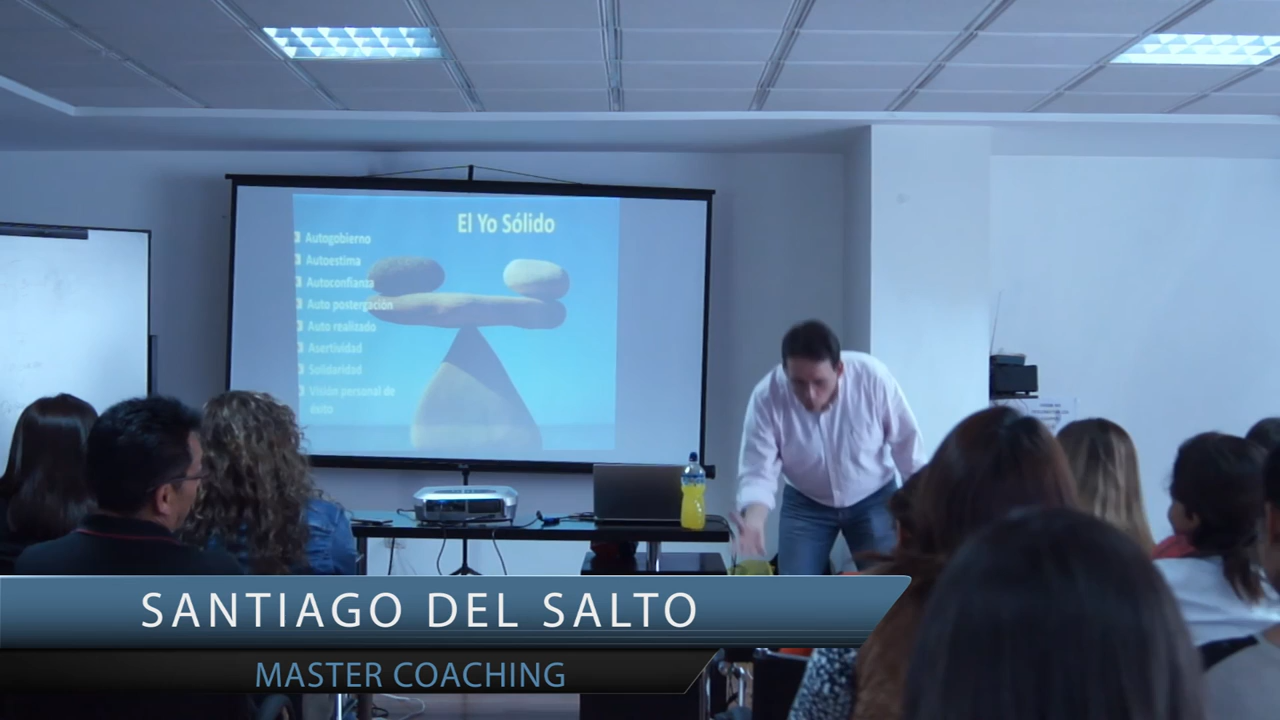 El Yo Sólido
Autogobierno
Autoestima
Autoconfianza
Auto postergación
Auto realizado
Asertividad
Solidaridad
Visión personal de
éxito
SANTIAGO DEL SALTO
MASTER COACHING